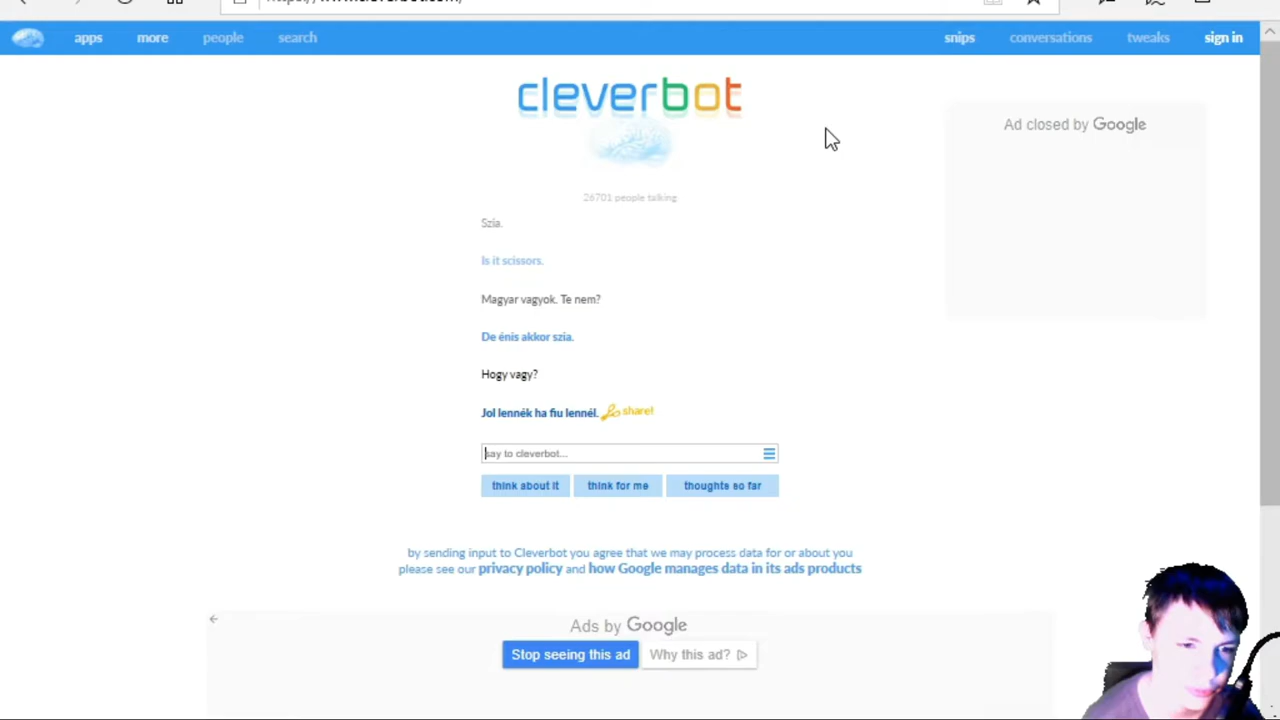 apps more people search snips conversations tweaks sign in
cleverbot
Ad closed by Google
26701 people talking
Szia.
Is it scissors.
Magyar vagyok. Te nem?
De énis akkor szia.
Hogy vagy?
Jol lennék ha fiu lennél. share!
say to cleverbot...
think about it think for me thoughts so far
by sending input to Cleverbot you agree that we may process data for or about you
please see our privacy policy and how Google manages data in its ads products
Ads by Google
Stop seeing this ad Why this ad?